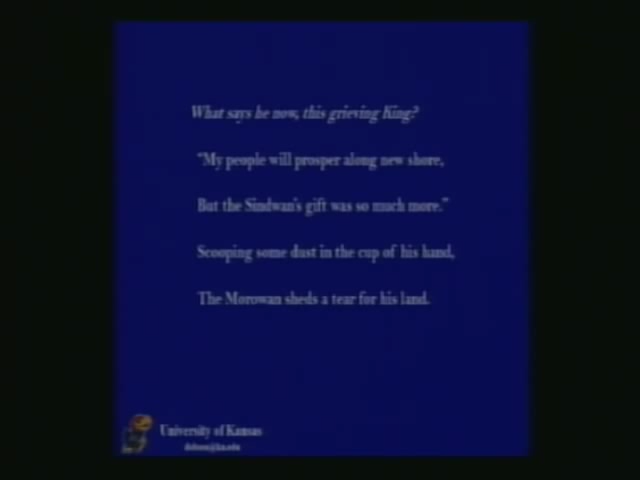 What says he now, this grieving King?
"My people will prosper along new shore,
But the Sindwan's gift was so much more."
Scooping some dust in the cup of his hand,
The Morowan sheds a tear for his land.
University of Kansas